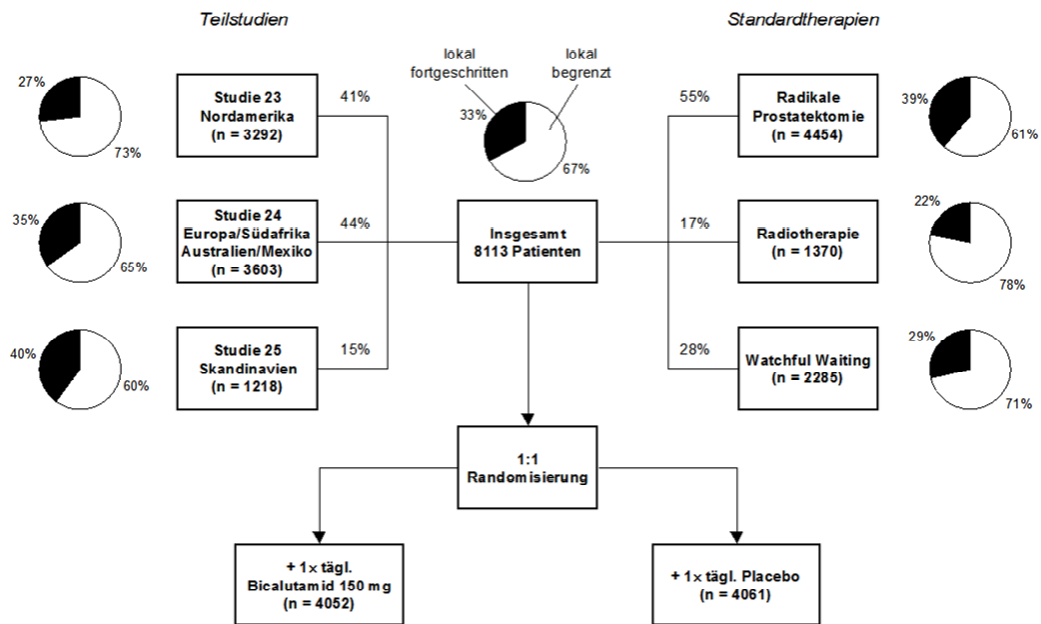 Teilstudien
Standardtherapien
lokal
fortgeschritten
lokal
begrenzt
33%
67%
27%
73%
Studie 23
Nordamerika
(n = 3292)
41%
35%
65%
Studie 24
Europa/Südafrika
Australien/Mexiko
(n = 3603)
44%
40%
60%
Studie 25
Skandinavien
(n = 1218)
15%
Insgesamt
8113 Patienten
55%
Radikale
Prostatektomie
(n = 4454)
39%
61%
17%
Radiotherapie
(n = 1370)
22%
78%
28%
Watchful Waiting
(n = 2285)
29%
71%
1:1
Randomisierung
+ 1x tägl.
Bicalutamid 150 mg
(n = 4052)
+ 1x tägl. Placebo
(n = 4061)